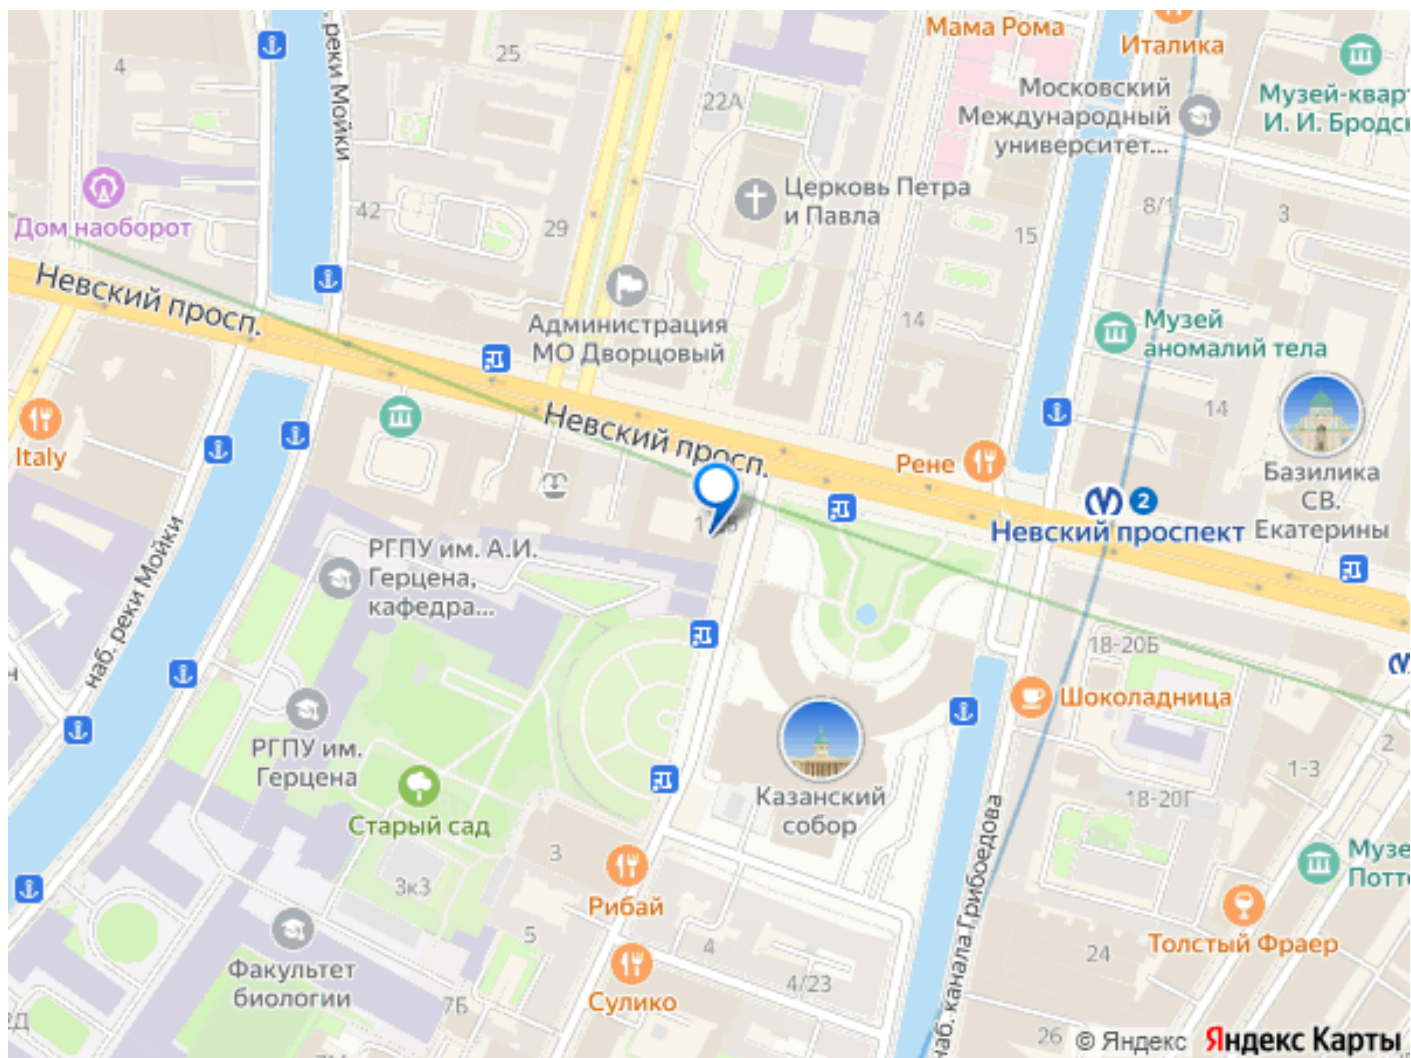 Мама Рома
Италика
реки Мойки
25
4
22А
Московский
Международный
университет...
Музей-кварт
И. И. Бродск
Церковь Петра
и Павла
Дом наоборот
42
29
8/1
3
15
Невский просп.
Администрация
МО Дворцовый
14
Музей
аномалий тела
14
Italy
Невский просп.
Рене
Базилика
СВ.
Екатерины
2
Невский проспект
наб. реки Мойки
РГПУ им. А.И.
Герцена,
кафедра...
18-20Б
Шоколадница
РГПУ им.
Герцена
2
1-3
Казанский
собор
18-20Г
Старый сад
3
3к3
Рибай
Музе
Потте
наб. канала Грибоедова
5
4
24
Толстый Фраер
Факультет
биологии
7Б
Сулико
4/23
2Д
26
© Яндекс Яндекс Карты